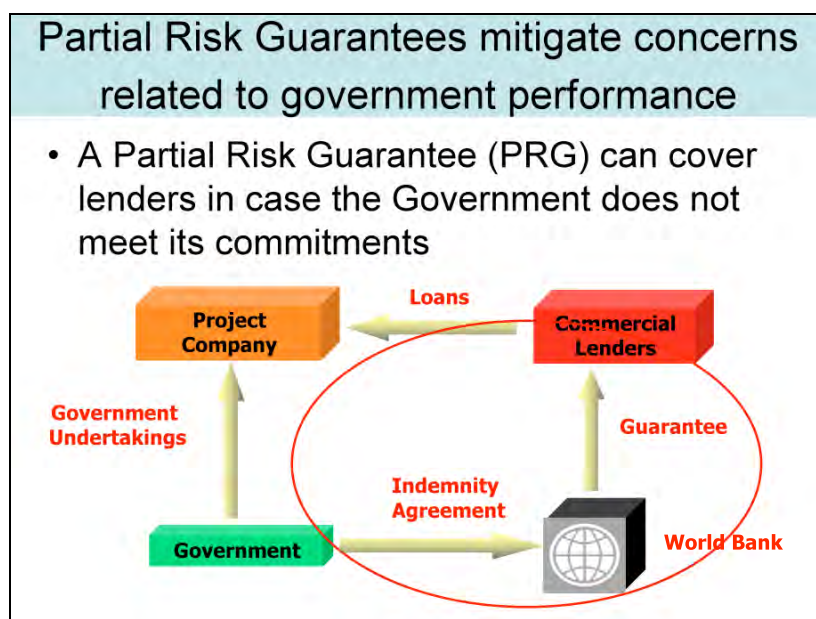 Partial Risk Guarantees mitigate concerns
related to government performance
• A Partial Risk Guarantee (PRG) can cover
lenders in case the Government does not
meet its commitments
Loans
Project
Company
Commercial
Lenders
Government
Undertakings
Guarantee
Indemnity
Agreement
Government
World Bank